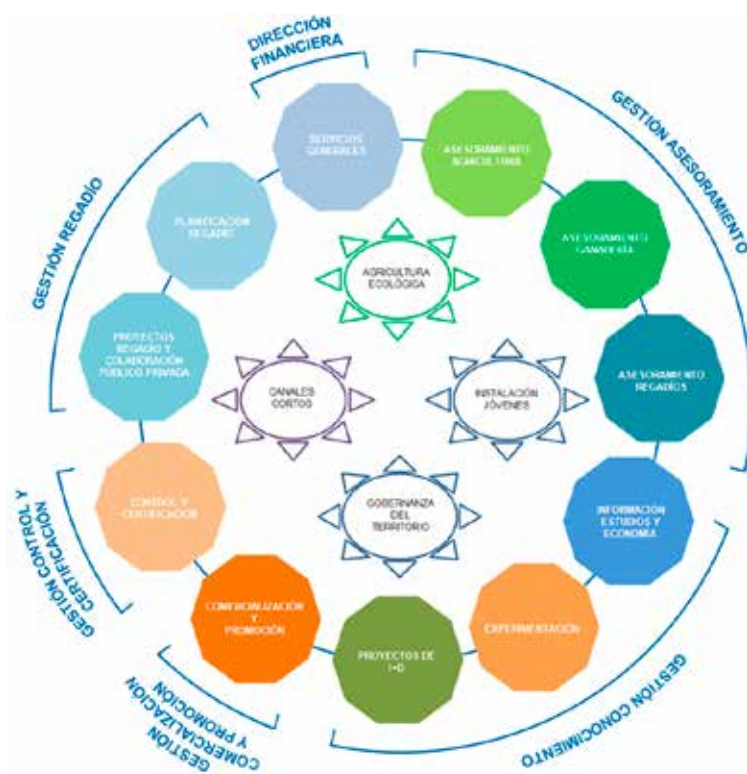 DIRECCIÓN
FINANCIERA
GESTIÓN ASESORAMIENTO
GESTIÓN REGADÍO
SERVICIOS
GENERALES
ASESORAMIENTO
AGRICULTURA
PLANIFICACIÓN
REGADÍO
ASESORAMIENTO
GANADERÍA
AGRICULTURA
ECOLÓGICA
PROYECTOS
REGADÍO Y
COLABORACIÓN
PÚBLICO PRIVADA
CANALES
CORTOS
INSTALACIÓN
JÓVENES
ASESORAMIENTO
REGADÍOS
CONTROL Y
CERTIFICACIÓN
GOBERNANZA
DEL
TERRITORIO
INFORMACIÓN
ESTUDIOS Y
ECONOMÍA
GESTIÓN CONTROL Y
CERTIFICACIÓN
COMERCIALIZACIÓN
Y
PROMOCIÓN
PROYECTOS DE
I+D
EXPERIMENTACIÓN
GESTIÓN
COMERCIALIZACIÓN
Y PROMOCIÓN
GESTIÓN CONOCIMIENTO